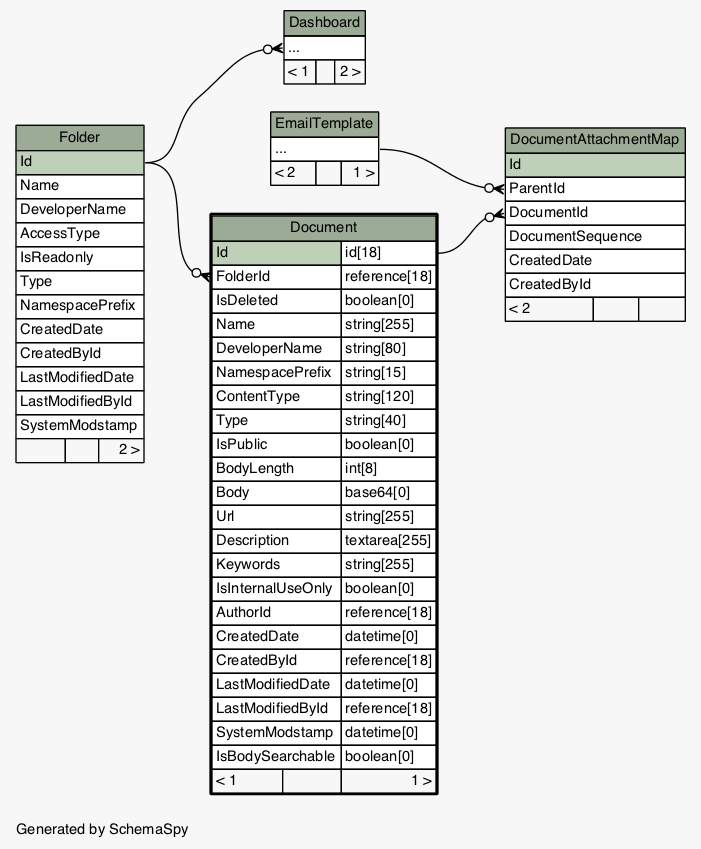 Dashboard
...
< 1 2 >
EmailTemplate
...
< 2 1 >
Folder
Id
Name
DeveloperName
AccessType
IsReadonly
Type
NamespacePrefix
CreatedDate
CreatedById
LastModifiedDate
LastModifiedById
SystemModstamp
2 >
Document
Id id[18]
FolderId reference[18]
IsDeleted boolean[0]
Name string[255]
DeveloperName string[80]
NamespacePrefix string[15]
ContentType string[120]
Type string[40]
IsPublic boolean[0]
BodyLength int[8]
Body base64[0]
Url string[255]
Description textarea[255]
Keywords string[255]
IsInternalUseOnly boolean[0]
AuthorId reference[18]
CreatedDate datetime[0]
CreatedById reference[18]
LastModifiedDate datetime[0]
LastModifiedById reference[18]
SystemModstamp datetime[0]
IsBodySearchable boolean[0]
< 1 1 >
DocumentAttachmentMap
Id
ParentId
DocumentId
DocumentSequence
CreatedDate
CreatedById
< 2
Generated by SchemaSpy